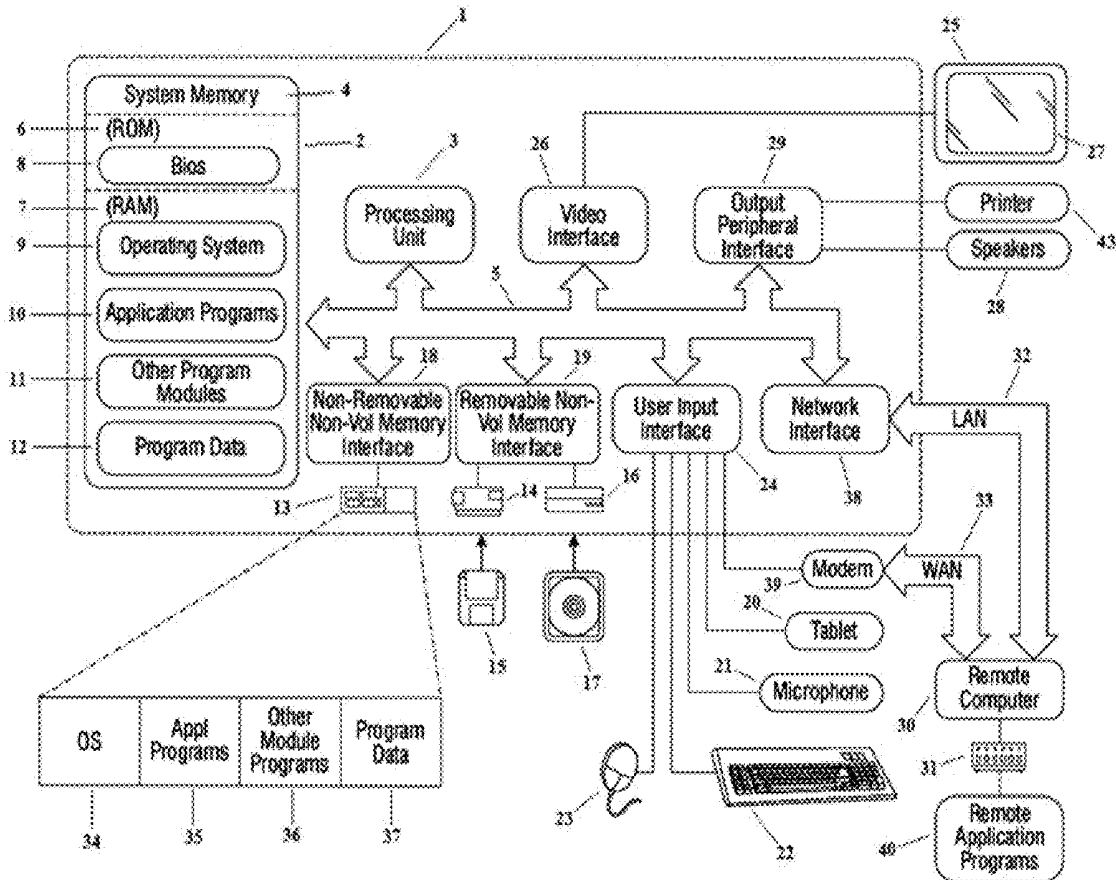 1
25
System Memory
4
6
(ROM)
2
3
26
29
27
8
Bios
7
(RAM)
Processing
Unit
Video
Interface
Output
Peripheral
Interface
Printer
43
9
Operating System
Speakers
28
5
10
Application Programs
18
19
32
11
Other Program
Modules
Non-Removable
Non-Vol Memory
Interface
Removable Non-
Vol Memory
Interface
User Input
Interface
Network
Interface
LAN
12
Program Data
13
14
16
24
38
33
Modem
WAN
39
20
Tablet
15
17
21
Microphone
Remote
Computer
30
OS
Appl
Programs
Other
Module
Programs
Program
Data
31
23
22
34
35
36
37
40
Remote
Application
Programs